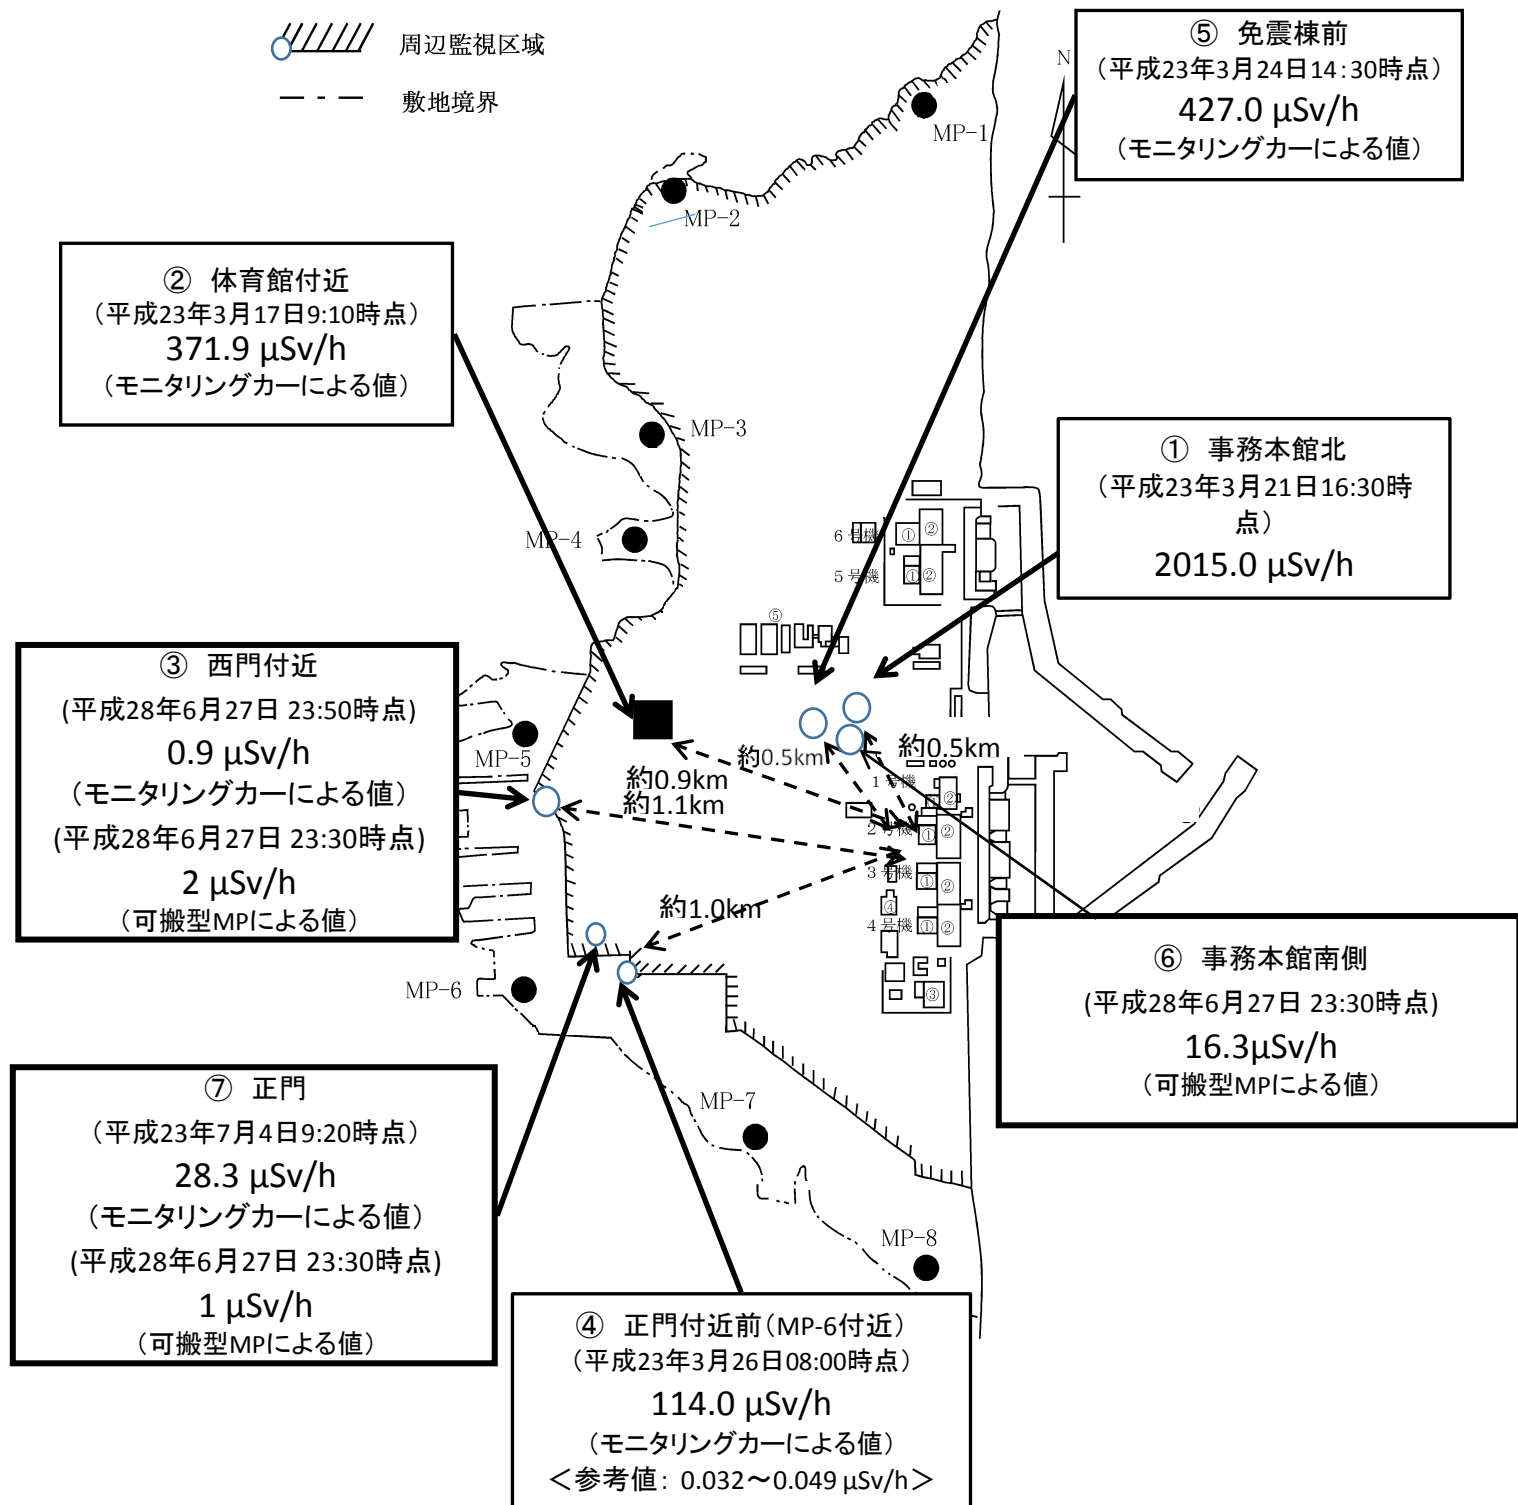 周辺監視区域
敷地境界
N
⑤ 免震棟前
（平成23年3月24日14：30時点）
427.0 μSv/h
（モニタリングカーによる値）
MP-1
MP-2
② 体育館付近
（平成23年3月17日9:10時点）
371.9 μSv/h
（モニタリングカーによる値）
MP-3
① 事務本館北
（平成23年3月21日16:30時
点）
2015.0 μSv/h
MP-4
６号機
①
②
５号機
①
②
⑤
③ 西門付近
(平成28年6月27日 23:50時点)
0.9 μSv/h
（モニタリングカーによる値）
(平成28年6月27日 23:30時点)
2 μSv/h
（可搬型MPによる値）
MP-5
約0.5km
約0.5km
約0.9km
約1.1km
１号機
①
②
２号機
①
②
３号機
①
②
④
４号機
①
②
③
約1.0km
MP-6
⑥ 事務本館南側
(平成28年6月27日 23:30時点)
16.3μSv/h
（可搬型MPによる値）
⑦ 正門
（平成23年7月4日9:20時点）
28.3 μSv/h
（モニタリングカーによる値）
(平成28年6月27日 23:30時点)
1 μSv/h
（可搬型MPによる値）
MP-7
MP-8
④ 正門付近前（MP-6付近）
（平成23年3月26日08:00時点）
114.0 μSv/h
（モニタリングカーによる値）
＜参考値： 0.032～0.049 μSv/h＞